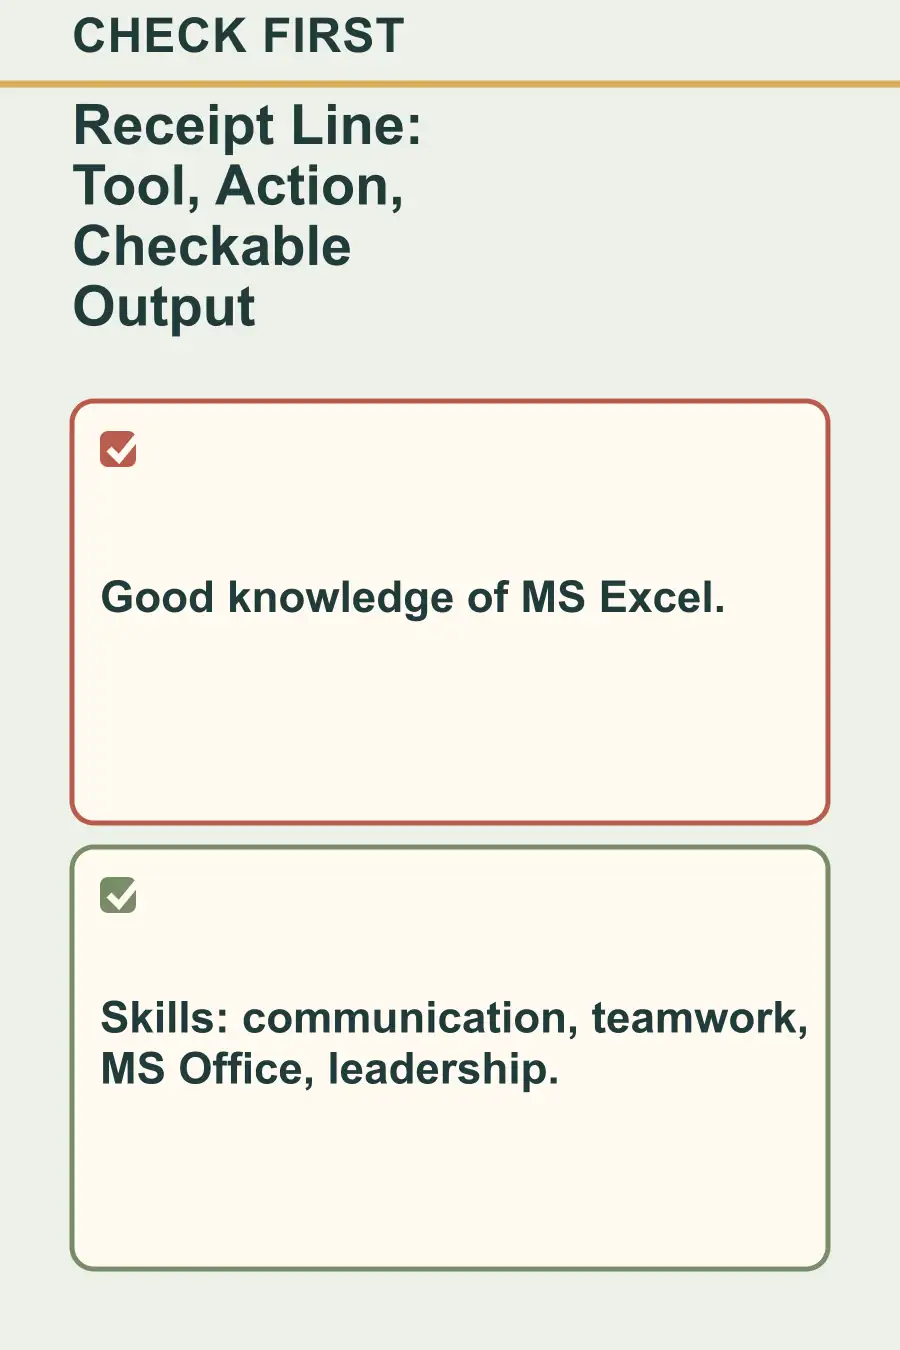 CHECK FIRST
Receipt Line:
Tool, Action,
Checkable
Output
Good knowledge of MS Excel.
Skills: communication, teamwork,
MS Office, leadership.